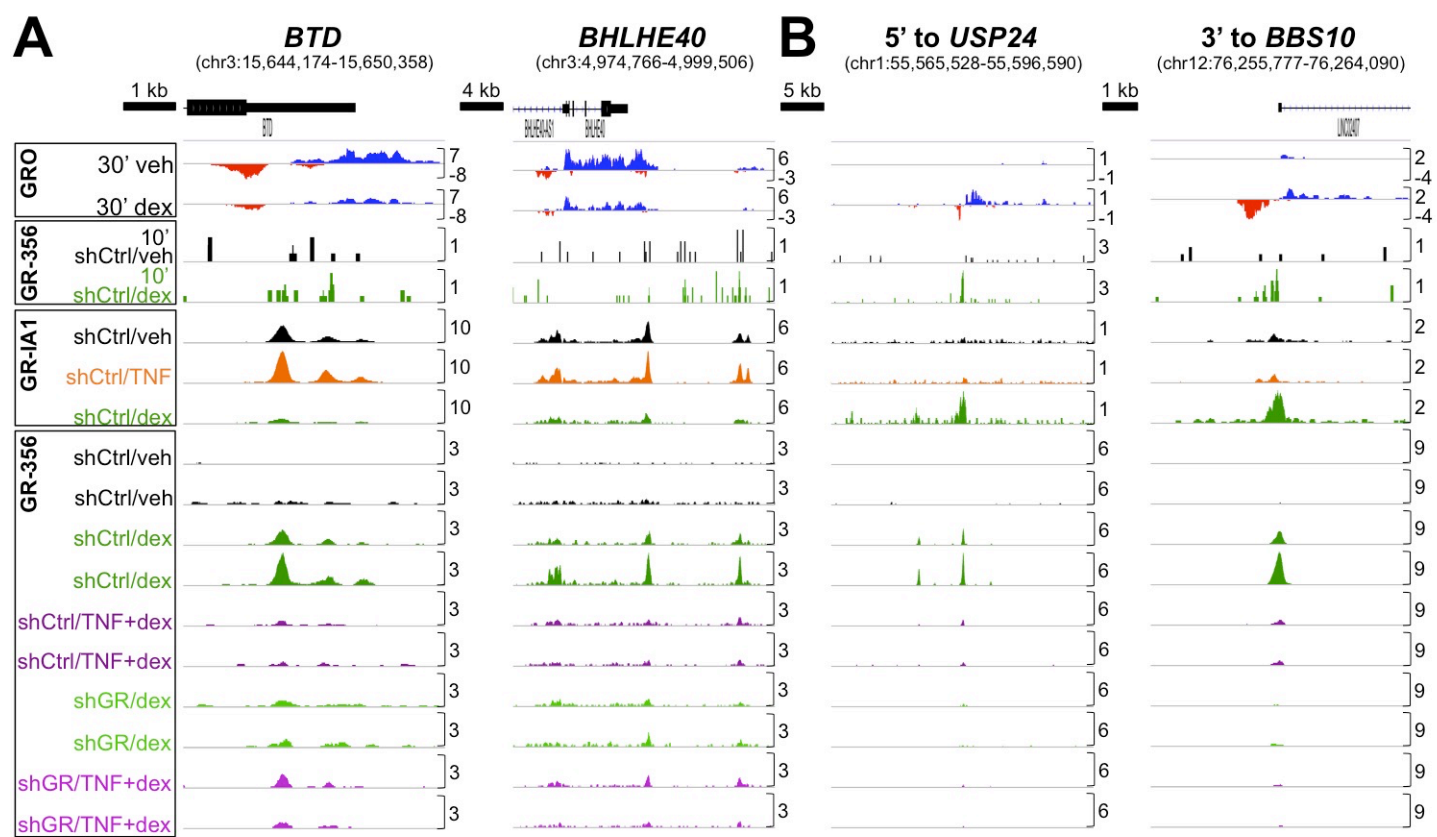 A
BTD
BHLHE40
B
5’ to USP24
3’ to BBS10
(chr3:15,644,174-15,650,358)
(chr3:4,974,766-4,999,506)
(chr1:55,565,528-55,596,590)
(chr12:76,255,777-76,264,090)
1 kb
4 kb
5 kb
1 kb
BTD
BHLHE40-AS1
BHLHE40
LINC02407
GRO
30’ veh
7
-8
6
-3
1
-1
2
-4
30’ dex
7
-8
6
-3
1
-1
2
-4
GR-356
10’
shCtrl/veh
1
1
3
1
10’
shCtrl/dex
1
1
3
1
GR-IA1
shCtrl/veh
10
6
1
2
shCtrl/TNF
10
6
1
2
shCtrl/dex
10
6
1
2
GR-356
shCtrl/veh
3
3
6
9
shCtrl/veh
3
3
6
9
shCtrl/dex
3
3
6
9
shCtrl/dex
3
3
6
9
shCtrl/TNF+dex
3
3
6
9
shCtrl/TNF+dex
3
3
6
9
shGR/dex
3
3
6
9
shGR/dex
3
3
6
9
shGR/TNF+dex
3
3
6
9
shGR/TNF+dex
3
3
6
9